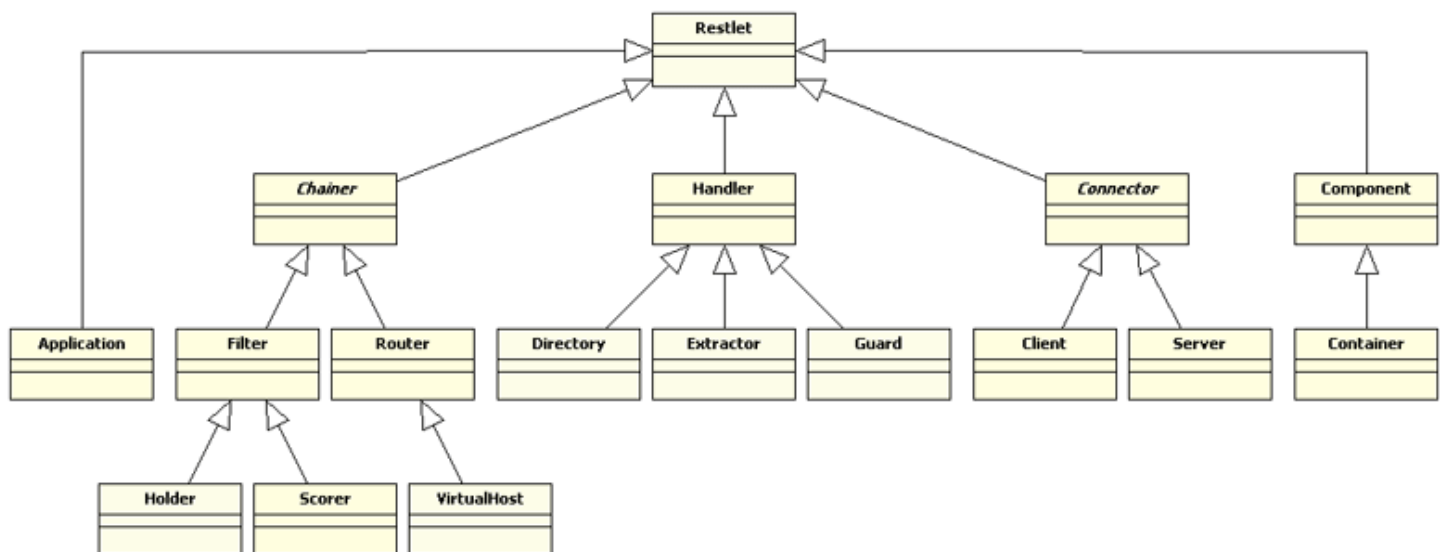 Restlet
Chainer
Handler
Connector
Component
Application
Filter
Router
Directory
Extractor
Guard
Client
Server
Container
Holder
Scorer
VirtualHost